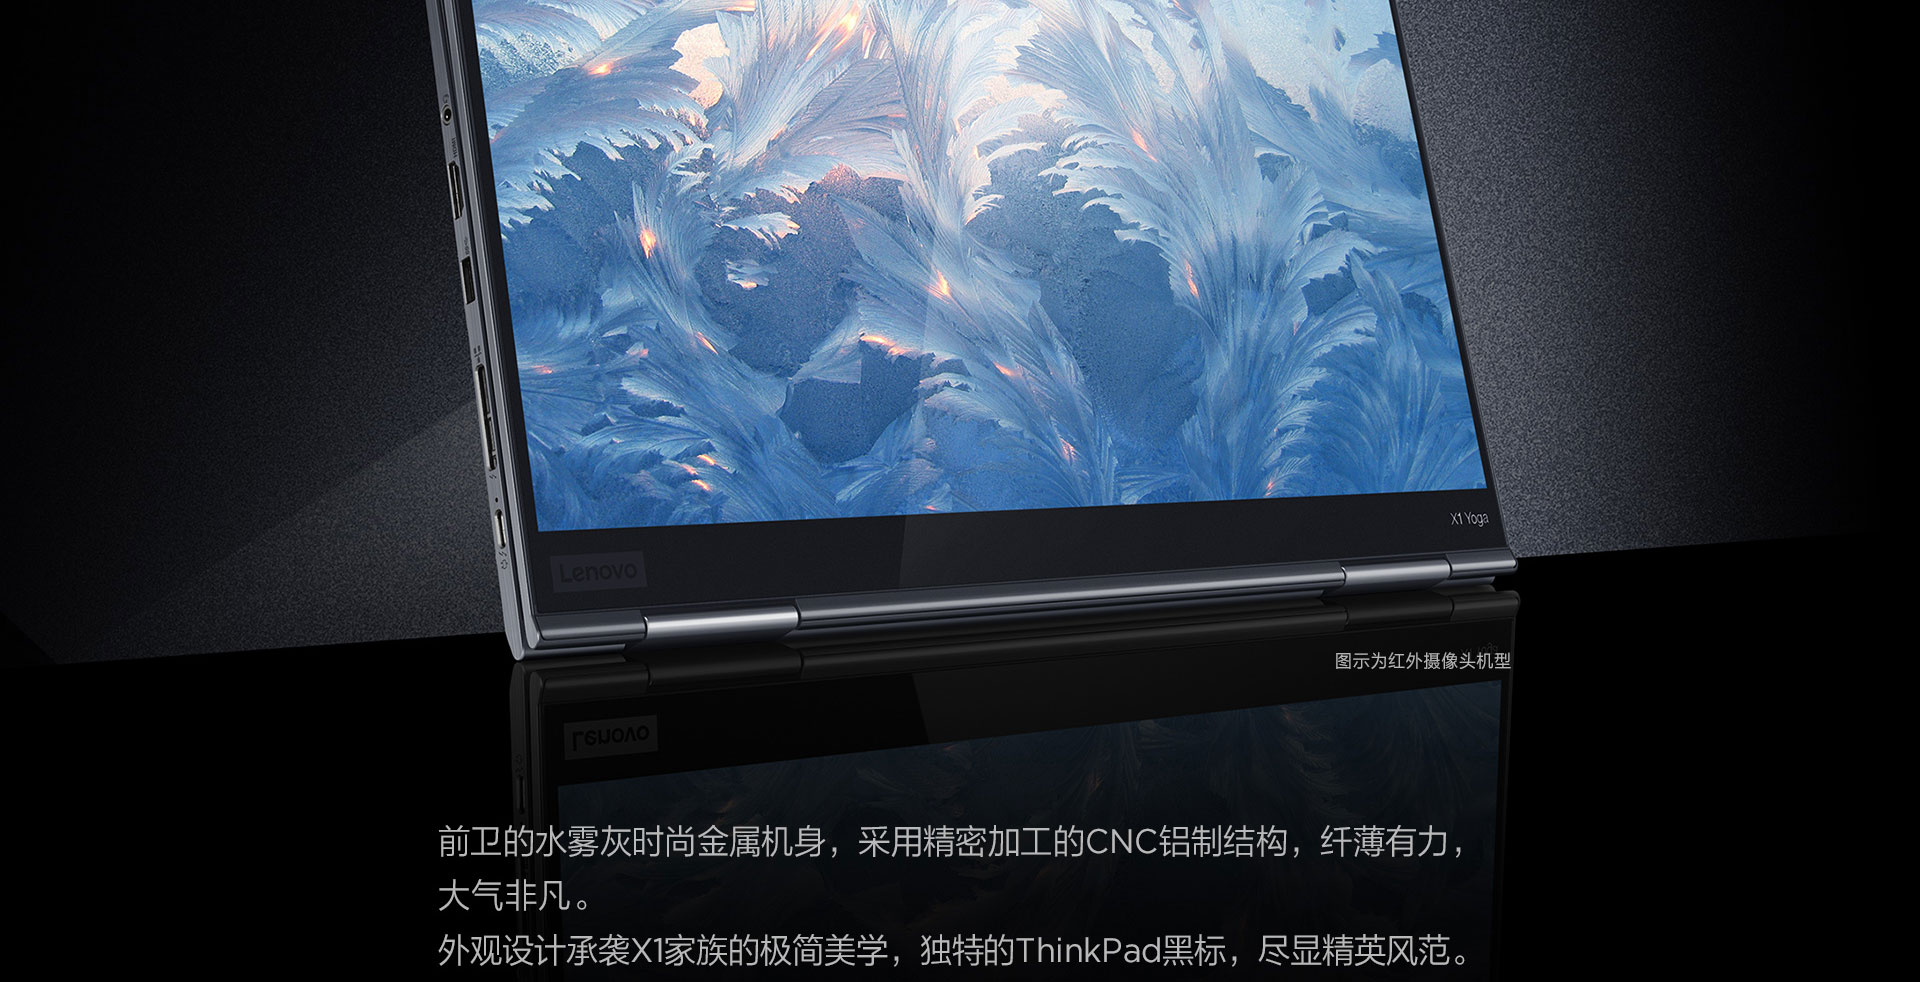 X1 Yoga
Lenovo
图示为红外摄像头机型
Lenovo
前卫的水雾灰时尚金属机身，采用精密加工的CNC铝制结构，纤薄有力，
大气非凡。
外观设计承袭X1家族的极简美学，独特的ThinkPad黑标，尽显精英风范。